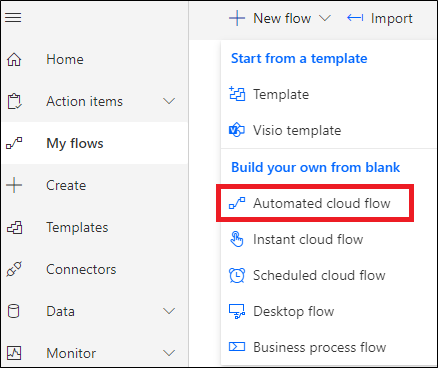 New flow
Import
Home
Action items
My flows
Create
Templates
Connectors
Data
Monitor
Start from a template
Template
Visio template
Build your own from blank
Automated cloud flow
Instant cloud flow
Scheduled cloud flow
Desktop flow
Business process flow